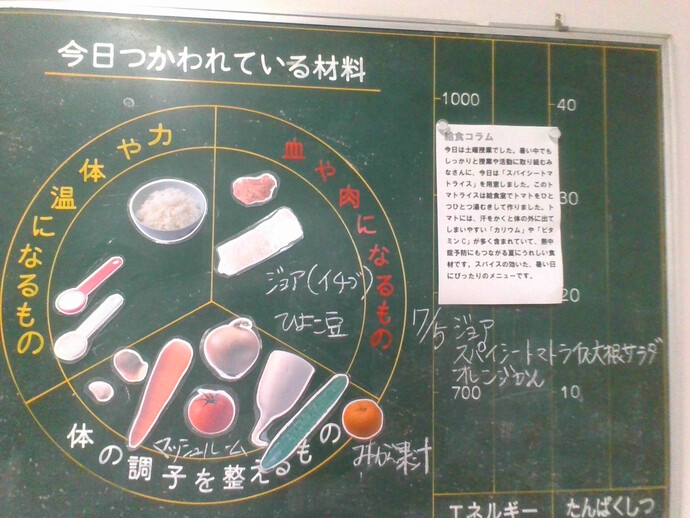 今日つかわれている材料
体や力
温になるもの
血や肉になるもの
ジョア(イチゴ)
ひよこ豆
マッシュルーム
体の調子を整えるもの
みかん果汁
1000
40
30
20
700
10
給食コラム
今日は土曜授業でした。暑い中でも
しっかりと授業や活動に取り組むみ
なさんに、今日は「スパイシートマ
トライス」を用意しました。このト
マトライスは給食室でトマトをひと
つひとつ湯むきして作りました。ト
マトには、汗をかくと体の外に出て
しまいやすい「カリウム」や「ビタ
ミンC」が多く含まれていて、熱中
症予防にもつながる夏にうれしい食
材です。スパイスの効いた、暑い日
にぴったりのメニューです。
ジョア
スパイシートマトライス大根サラダ
オレンジかん
エネルギー
たんぱくしつ